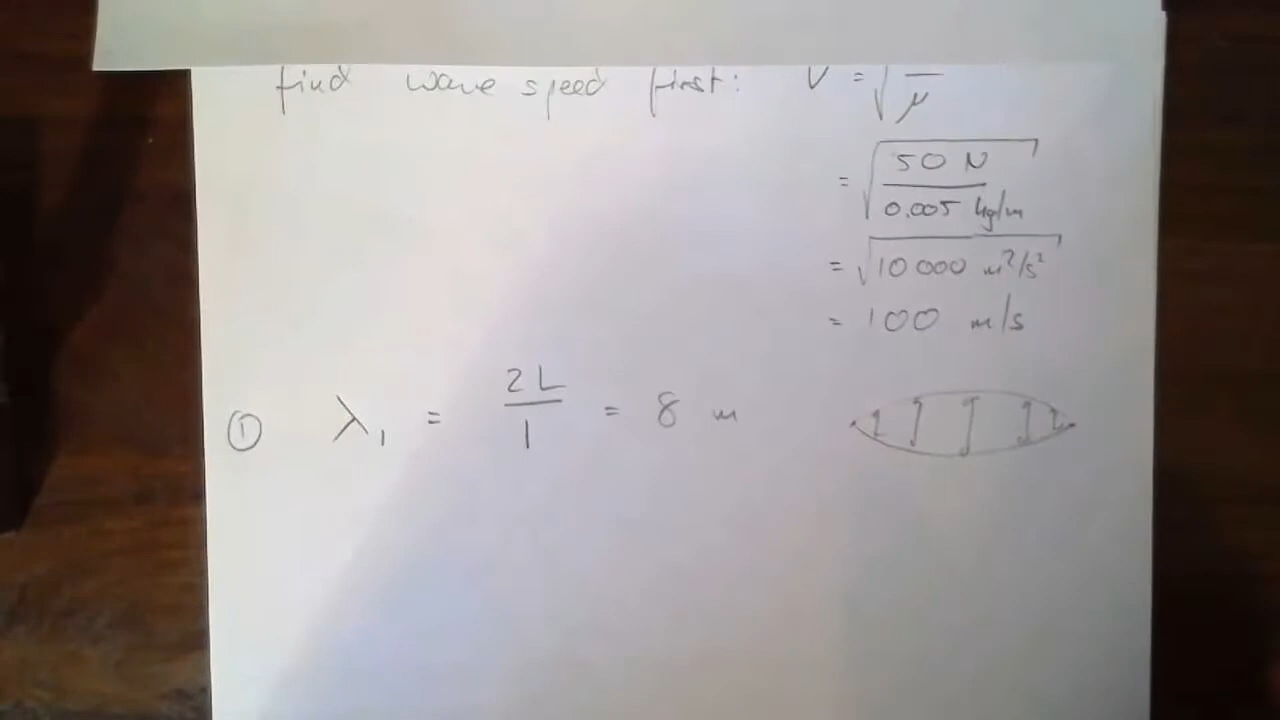 find wave speed first: V = √ ― / μ
= √ 50 N / 0.005 kg/m
= √10 000 m²/s²
= 100 m/s
① λ₁ = 2L / 1 = 8 m